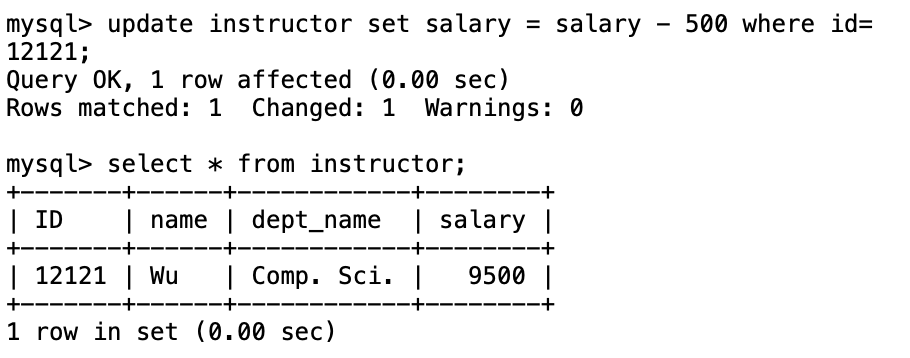 mysql> update instructor set salary = salary - 500 where id=
12121;
Query OK, 1 row affected (0.00 sec)
Rows matched: 1  Changed: 1  Warnings: 0

mysql> select * from instructor;
+-------+------+------------+--------+
| ID    | name | dept_name  | salary |
+-------+------+------------+--------+
| 12121 | Wu   | Comp. Sci. |   9500 |
+-------+------+------------+--------+
1 row in set (0.00 sec)